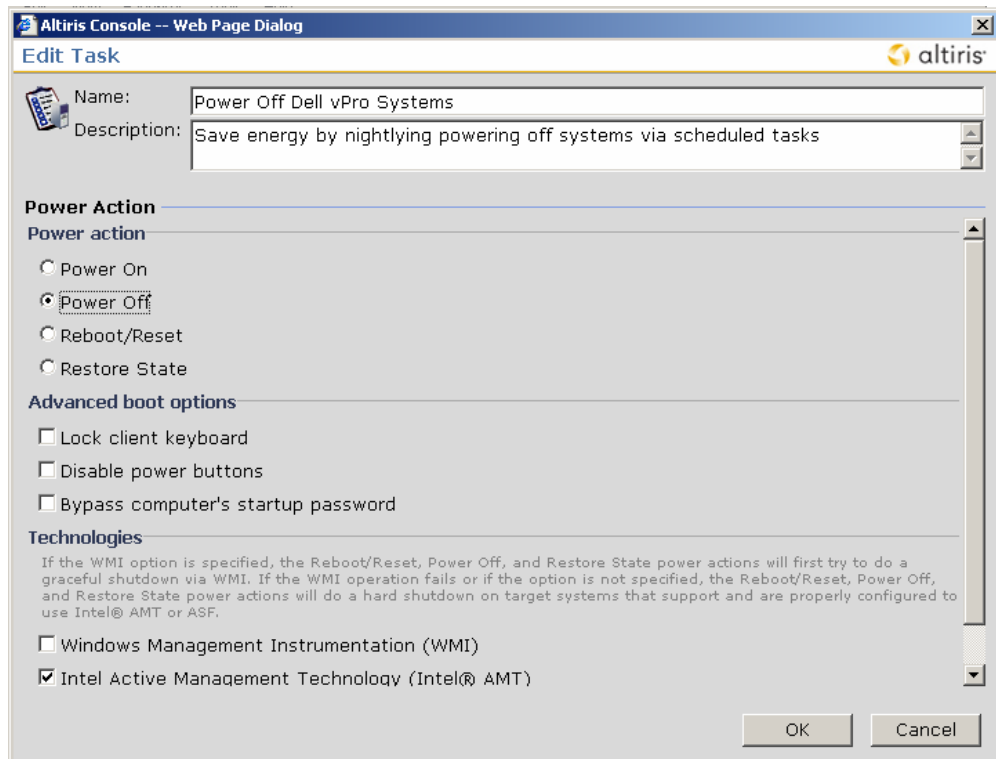 Altiris Console -- Web Page Dialog
Edit Task
altiris
Name:
Power Off Dell vPro Systems
Description:
Save energy by nightlying powering off systems via scheduled tasks
Power Action
Power action
Power On
Power Off
Reboot/Reset
Restore State
Advanced boot options
Lock client keyboard
Disable power buttons
Bypass computer's startup password
Technologies
If the WMI option is specified, the Reboot/Reset, Power Off, and Restore State power actions will first try to do a
graceful shutdown via WMI. If the WMI operation fails or if the option is not specified, the Reboot/Reset, Power Off,
and Restore State power actions will do a hard shutdown on target systems that support and are properly configured to
use Intel® AMT or ASF.
Windows Management Instrumentation (WMI)
Intel Active Management Technology (Intel® AMT)
OK
Cancel